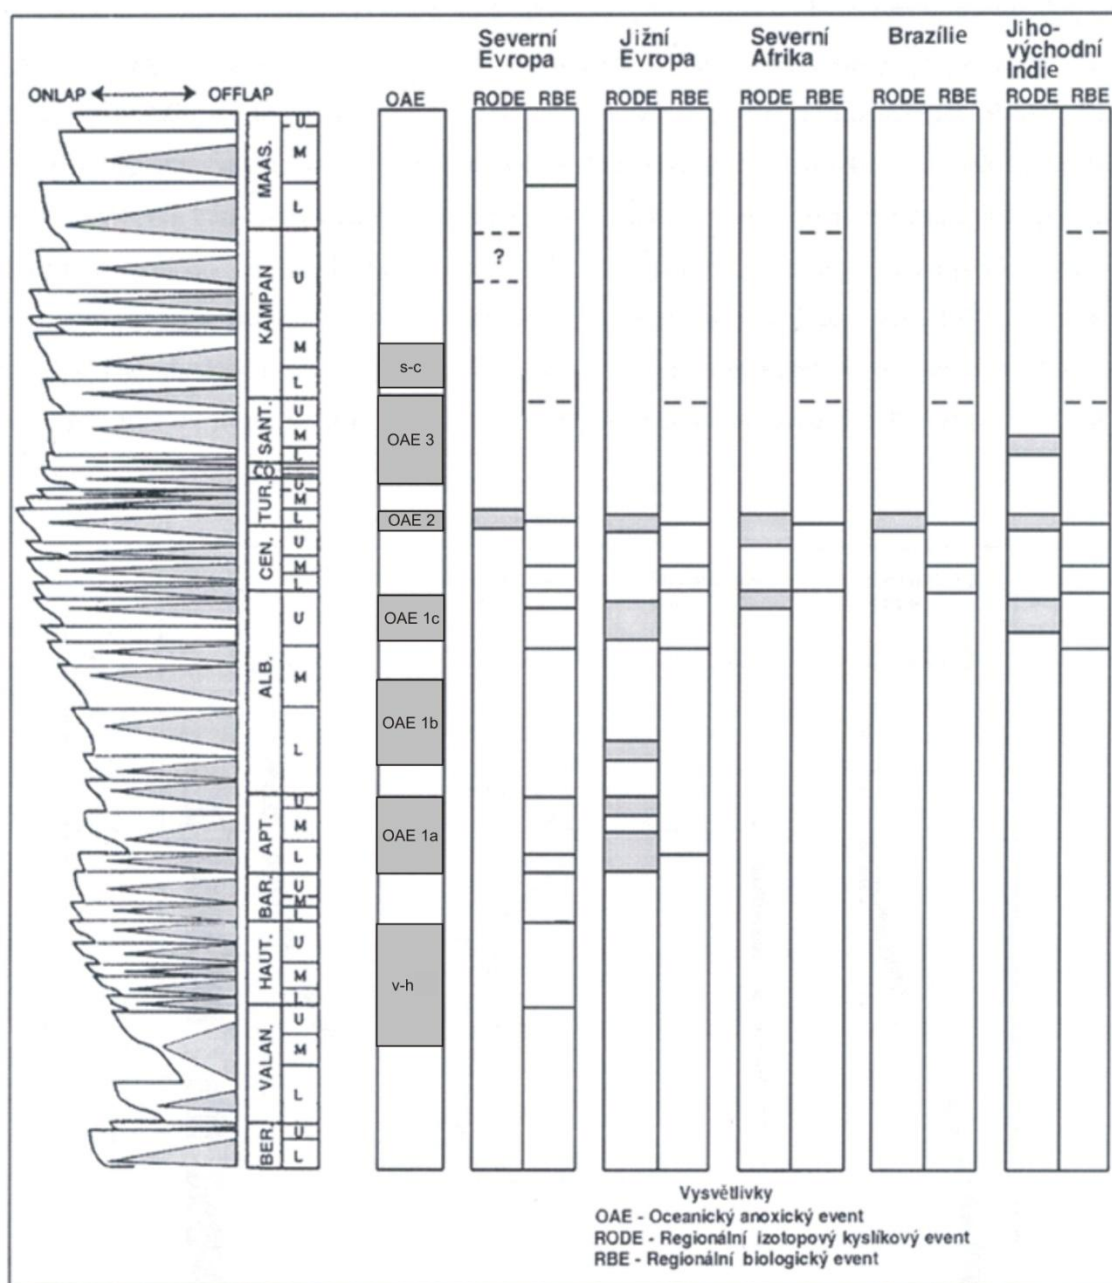 Severní
Evropa
Jižní
Evropa
Severní
Afrika
Brazílie
Jiho-
východní
Indie
ONLAP OFFLAP
OAE
RODE RBE
RODE RBE
RODE RBE
RODE RBE
RODE RBE
MAAS.
U
M
L
KAMPAN
U
M
L
SANT.
U
M
L
CO
TUR.
U
M
L
CEN.
U
M
L
ALB.
U
M
L
APT.
U
M
L
BAR.
U
M
L
HAUT.
U
M
L
VALAN.
U
M
L
BER.
U
L
s-c
OAE 3
OAE 2
OAE 1c
OAE 1b
OAE 1a
v-h
?
Vysvětlivky
OAE - Oceanický anoxický event
RODE - Regionální izotopový kyslíkový event
RBE - Regionální biologický event